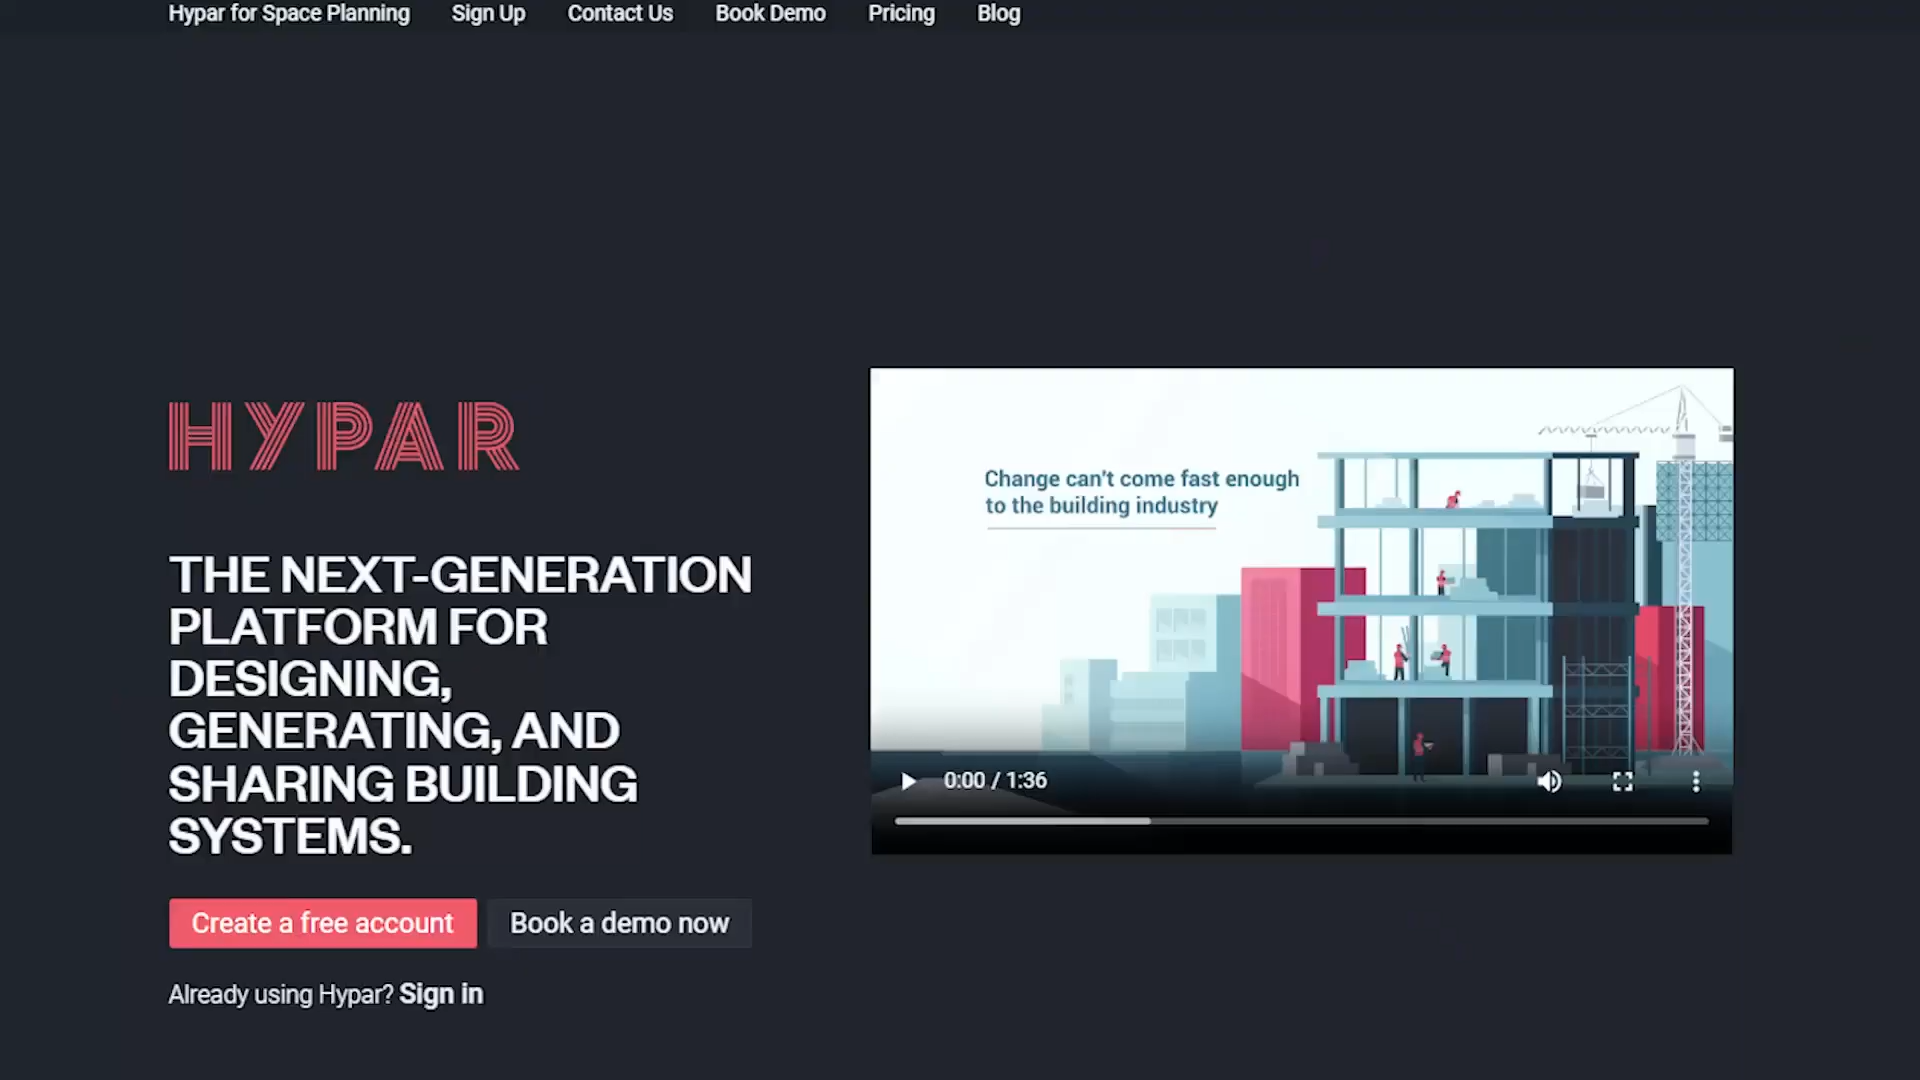 Hypar for Space Planning Sign Up Contact Us Book Demo Pricing Blog
HYPAR
THE NEXT-GENERATION
PLATFORM FOR
DESIGNING,
GENERATING, AND
SHARING BUILDING
SYSTEMS.
Create a free account Book a demo now
Already using Hypar? Sign in
Change can't come fast enough
to the building industry
0:00 / 1:36